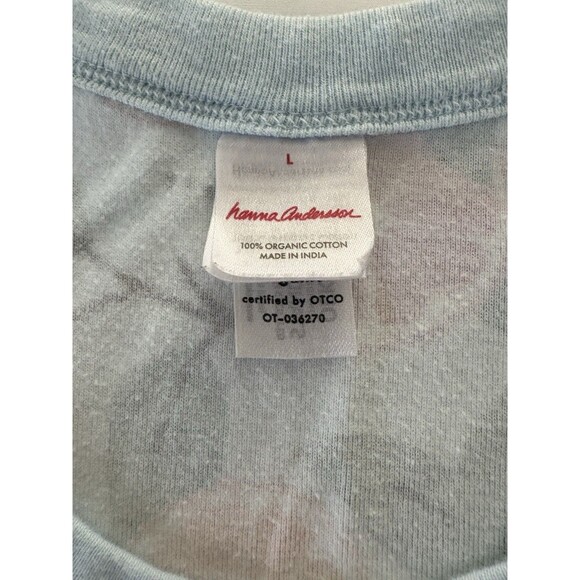 L
hanna andersson
100% ORGANIC COTTON
MADE IN INDIA
certified by OTCO
OT-036270